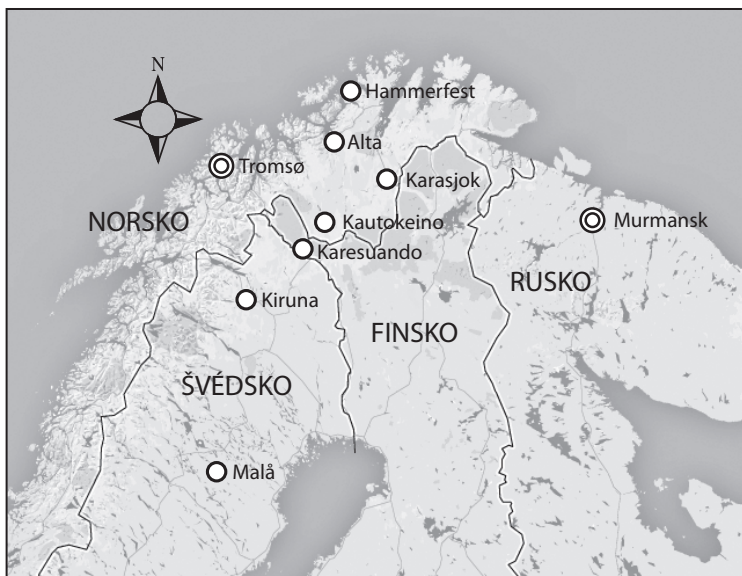 N
Hammerfest
Alta
Tromsø
Karasjok
NORSKO
Kautokeino
Murmansk
Karesuando
RUSKO
Kiruna
FINSKO
ŠVÉDSKO
Malå